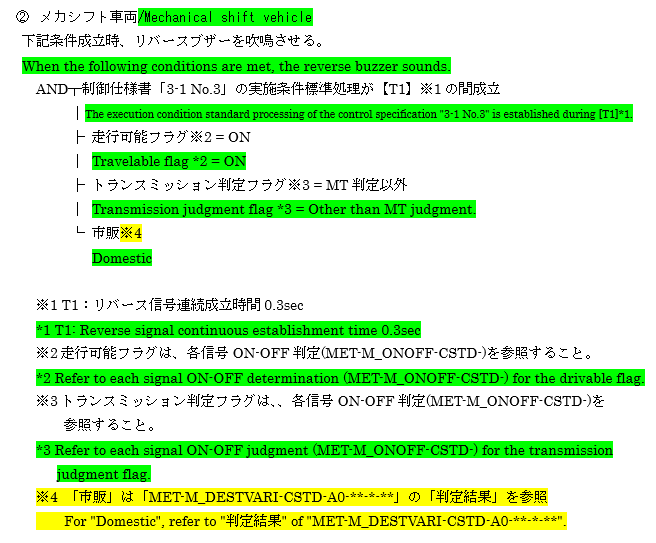 ② メカシフト車両/Mechanical shift vehicle
下記条件成立時、リバースブザーを吹鳴させる。
When the following conditions are met, the reverse buzzer sounds.
AND┬制御仕様書「3-1 No.3」の実施条件標準処理が【T1】※1 の間成立
│The execution condition standard processing of the control specification "3-1 No.3" is established during [T1]*1.
├ 走行可能フラグ※2 = ON
│ Travelable flag *2 = ON
├ トランスミッション判定フラグ※3 = MT 判定以外
│ Transmission judgment flag *3 = Other than MT judgment.
└ 市販※4
Domestic
※1 T1：リバース信号連続成立時間 0.3sec
*1 T1: Reverse signal continuous establishment time 0.3sec
※2 走行可能フラグは、各信号 ON-OFF 判定(MET-M_ONOFF-CSTD-)を参照すること。
*2 Refer to each signal ON-OFF determination (MET-M_ONOFF-CSTD-) for the drivable flag.
※3 トランスミッション判定フラグは、、各信号 ON-OFF 判定(MET-M_ONOFF-CSTD-)を
参照すること。
*3 Refer to each signal ON-OFF judgment (MET-M_ONOFF-CSTD-) for the transmission
judgment flag.
※4 「市販」は「MET-M_DESTVARI-CSTD-A0-**-*-**」の「判定結果」を参照
For "Domestic", refer to "判定結果" of "MET-M_DESTVARI-CSTD-A0-**-*-**".